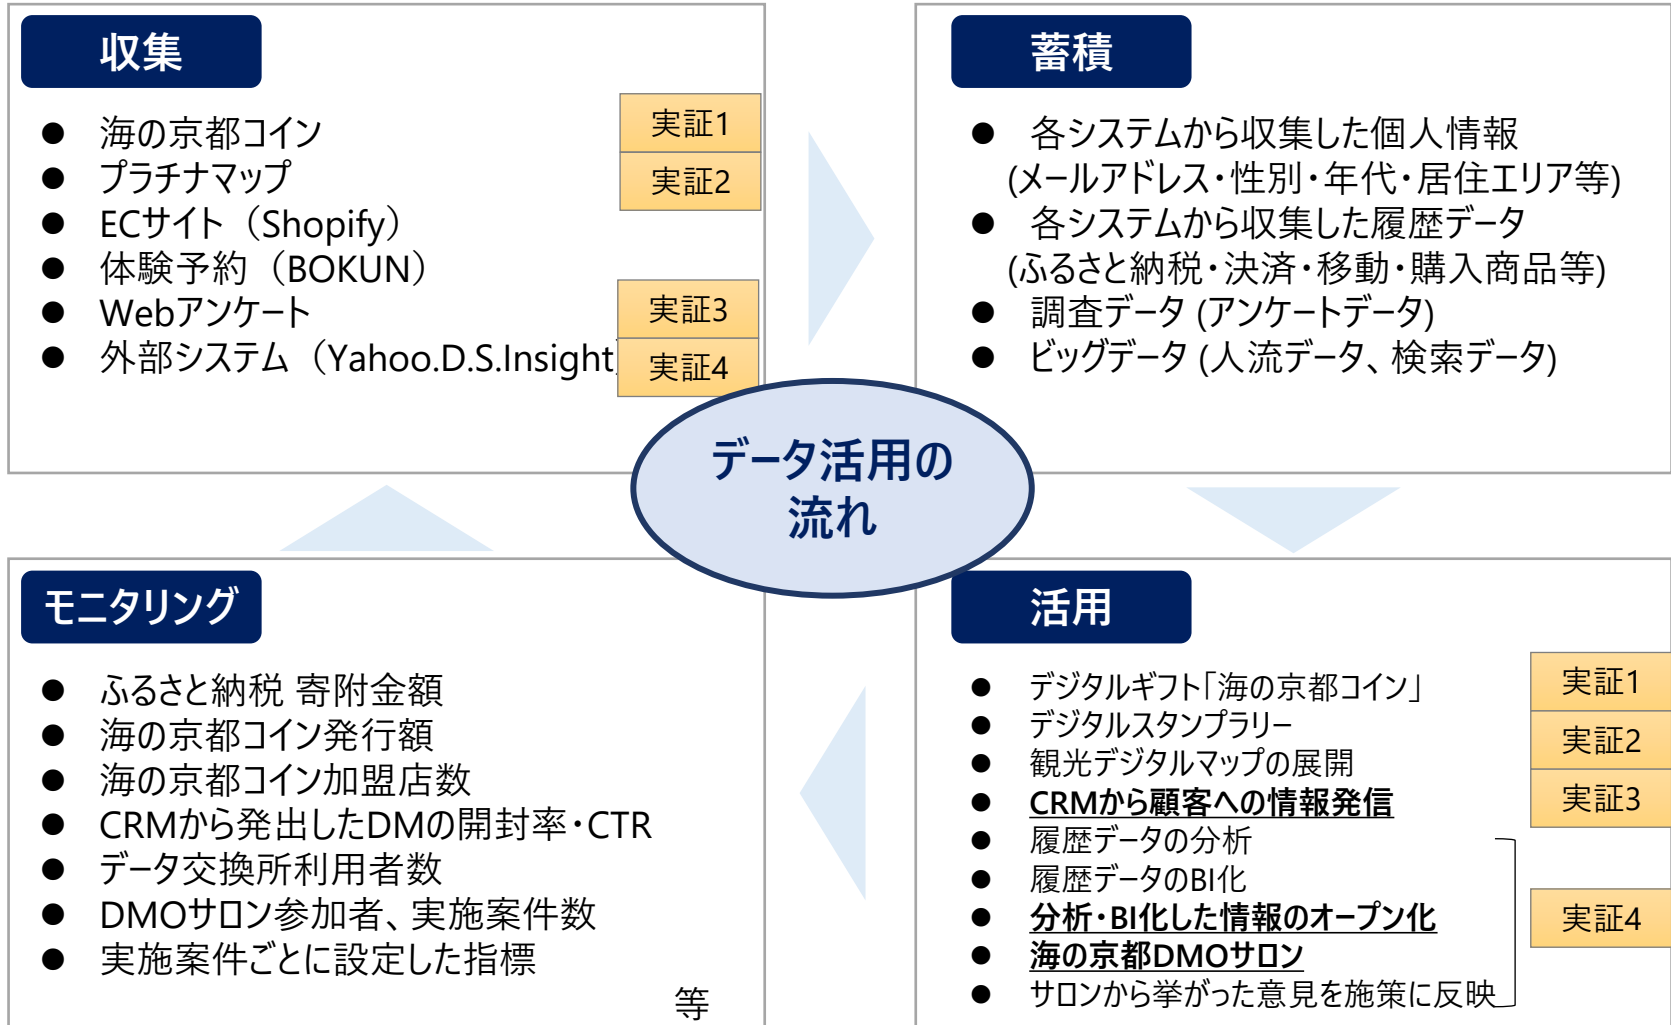 収集
● 海の京都コイン
● プラチナマップ
● ECサイト（Shopify）
● 体験予約（BOKUN）
● Webアンケート
● 外部システム（Yahoo.D.S.Insight
実証1
実証2
実証3
実証4
蓄積
● 各システムから収集した個人情報
(メールアドレス・性別・年代・居住エリア等)
● 各システムから収集した履歴データ
(ふるさと納税・決済・移動・購入商品等)
● 調査データ (アンケートデータ)
● ビッグデータ (人流データ、検索データ)
データ活用の
流れ
モニタリング
● ふるさと納税 寄附金額
● 海の京都コイン発行額
● 海の京都コイン加盟店数
● CRMから発出したDMの開封率・CTR
● データ交換所利用者数
● DMOサロン参加者、実施案件数
● 実施案件ごとに設定した指標
等
活用
● デジタルギフト「海の京都コイン」
● デジタルスタンプラリー
● 観光デジタルマップの展開
● CRMから顧客への情報発信
● 履歴データの分析
● 履歴データのBI化
● 分析・BI化した情報のオープン化
● 海の京都DMOサロン
● サロンから挙がった意見を施策に反映
実証1
実証2
実証3
実証4